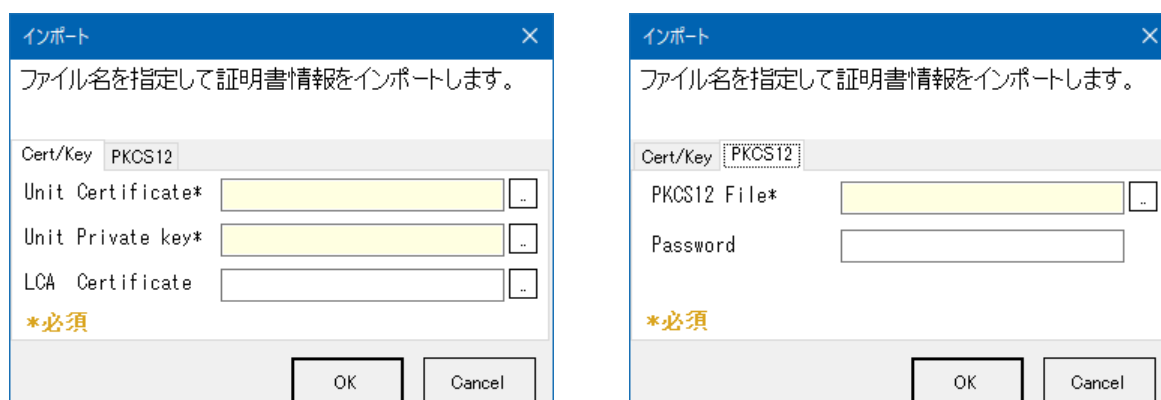 インポート
ファイル名を指定して証明書情報をインポートします。
Cert/Key PKCS12
Unit Certificate* ..
Unit Private key* ..
LCA Certificate ..
*必須
OK Cancel
インポート
ファイル名を指定して証明書情報をインポートします。
Cert/Key PKCS12
PKCS12 File* ..
Password
*必須
OK Cancel